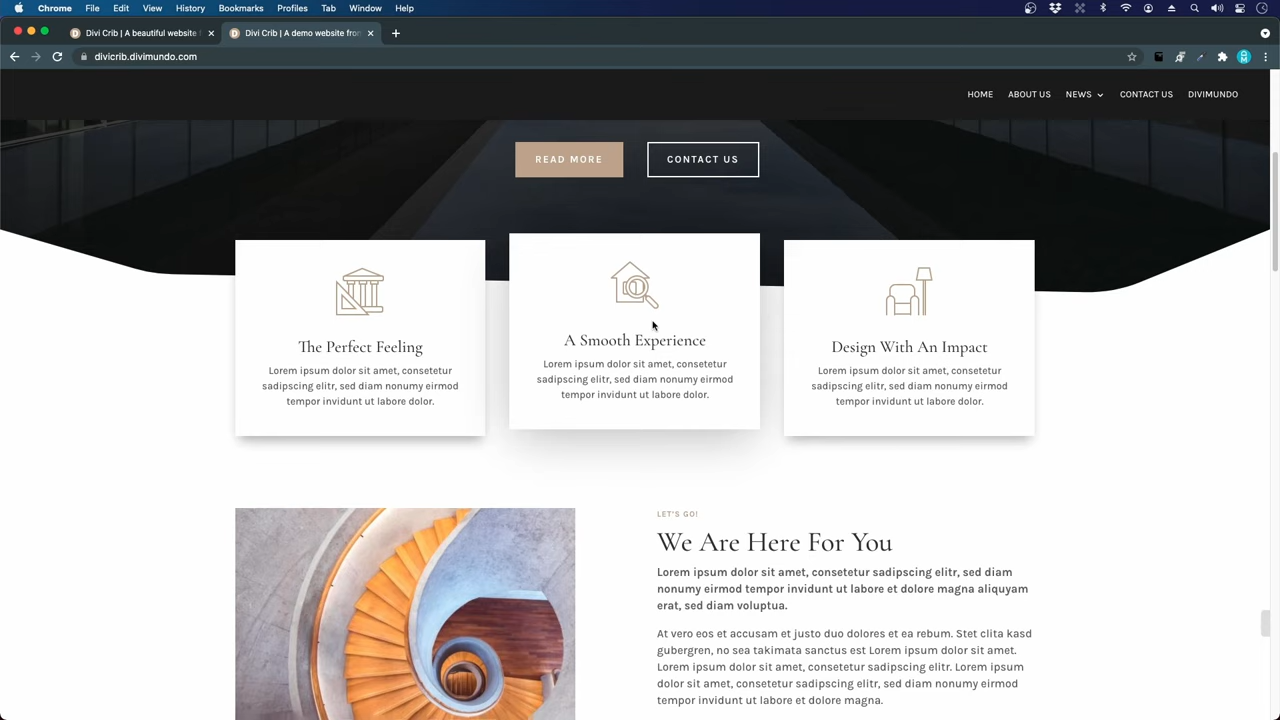 Chrome File Edit View History Bookmarks Profiles Tab Window Help
Divi Crib | A beautiful website
Divi Crib | A demo website from
divicrib.divimundo.com
HOME ABOUT US NEWS CONTACT US DIVIMUNDO
READ MORE CONTACT US
The Perfect Feeling
Lorem ipsum dolor sit amet, consetetur
sadipscing elitr, sed diam nonumy eirmod
tempor invidunt ut labore dolor.
A Smooth Experience
Lorem ipsum dolor sit amet, consetetur
sadipscing elitr, sed diam nonumy eirmod
tempor invidunt ut labore dolor.
Design With An Impact
Lorem ipsum dolor sit amet, consetetur
sadipscing elitr, sed diam nonumy eirmod
tempor invidunt ut labore dolor.
LET'S GO!
We Are Here For You
Lorem ipsum dolor sit amet, consetetur sadipscing elitr, sed diam
nonumy eirmod tempor invidunt ut labore et dolore magna aliquyam
erat, sed diam voluptua.
At vero eos et accusam et justo duo dolores et ea rebum. Stet clita kasd
gubergren, no sea takimata sanctus est Lorem ipsum dolor sit amet.
Lorem ipsum dolor sit amet, consetetur sadipscing elitr. Lorem ipsum
dolor sit amet, consetetur sadipscing elitr, sed diam nonumy eirmod
tempor invidunt ut labore et dolore magna.